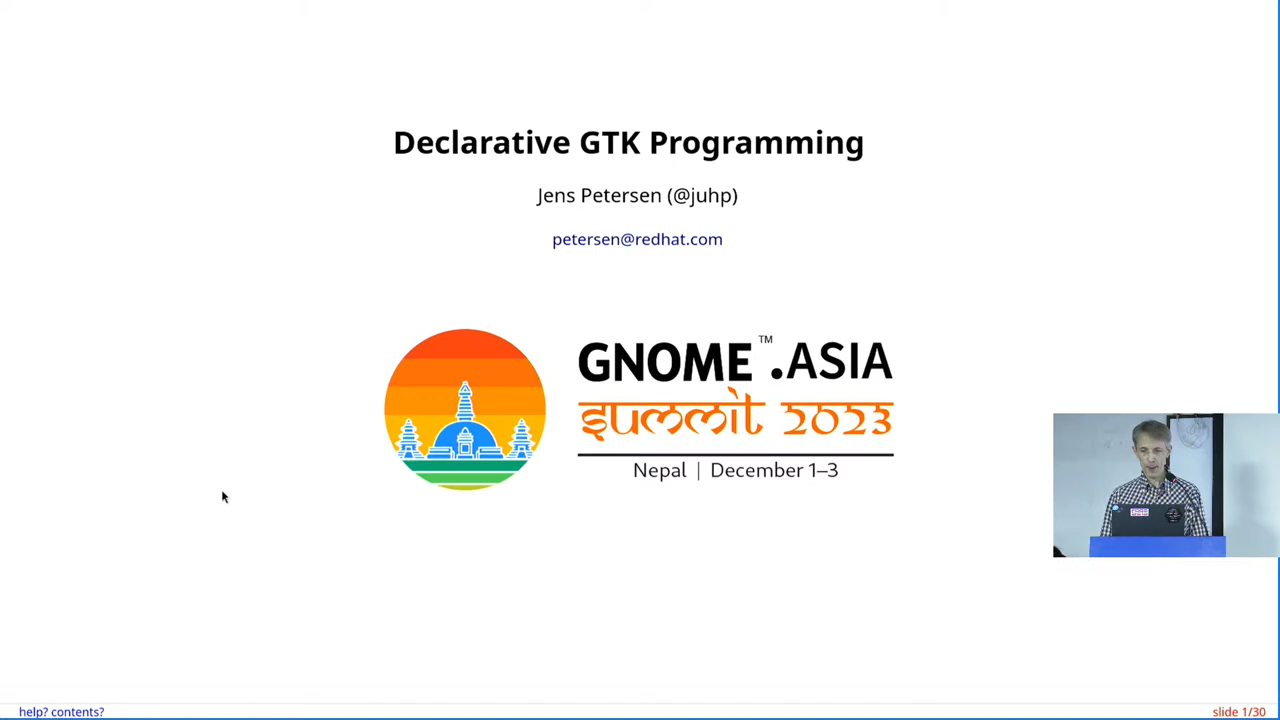 Declarative GTK Programming
Jens Petersen (@juhp)
petersen@redhat.com
GNOME™.ASIA
summit 2023
Nepal | December 1–3
help? contents?
slide 1/30